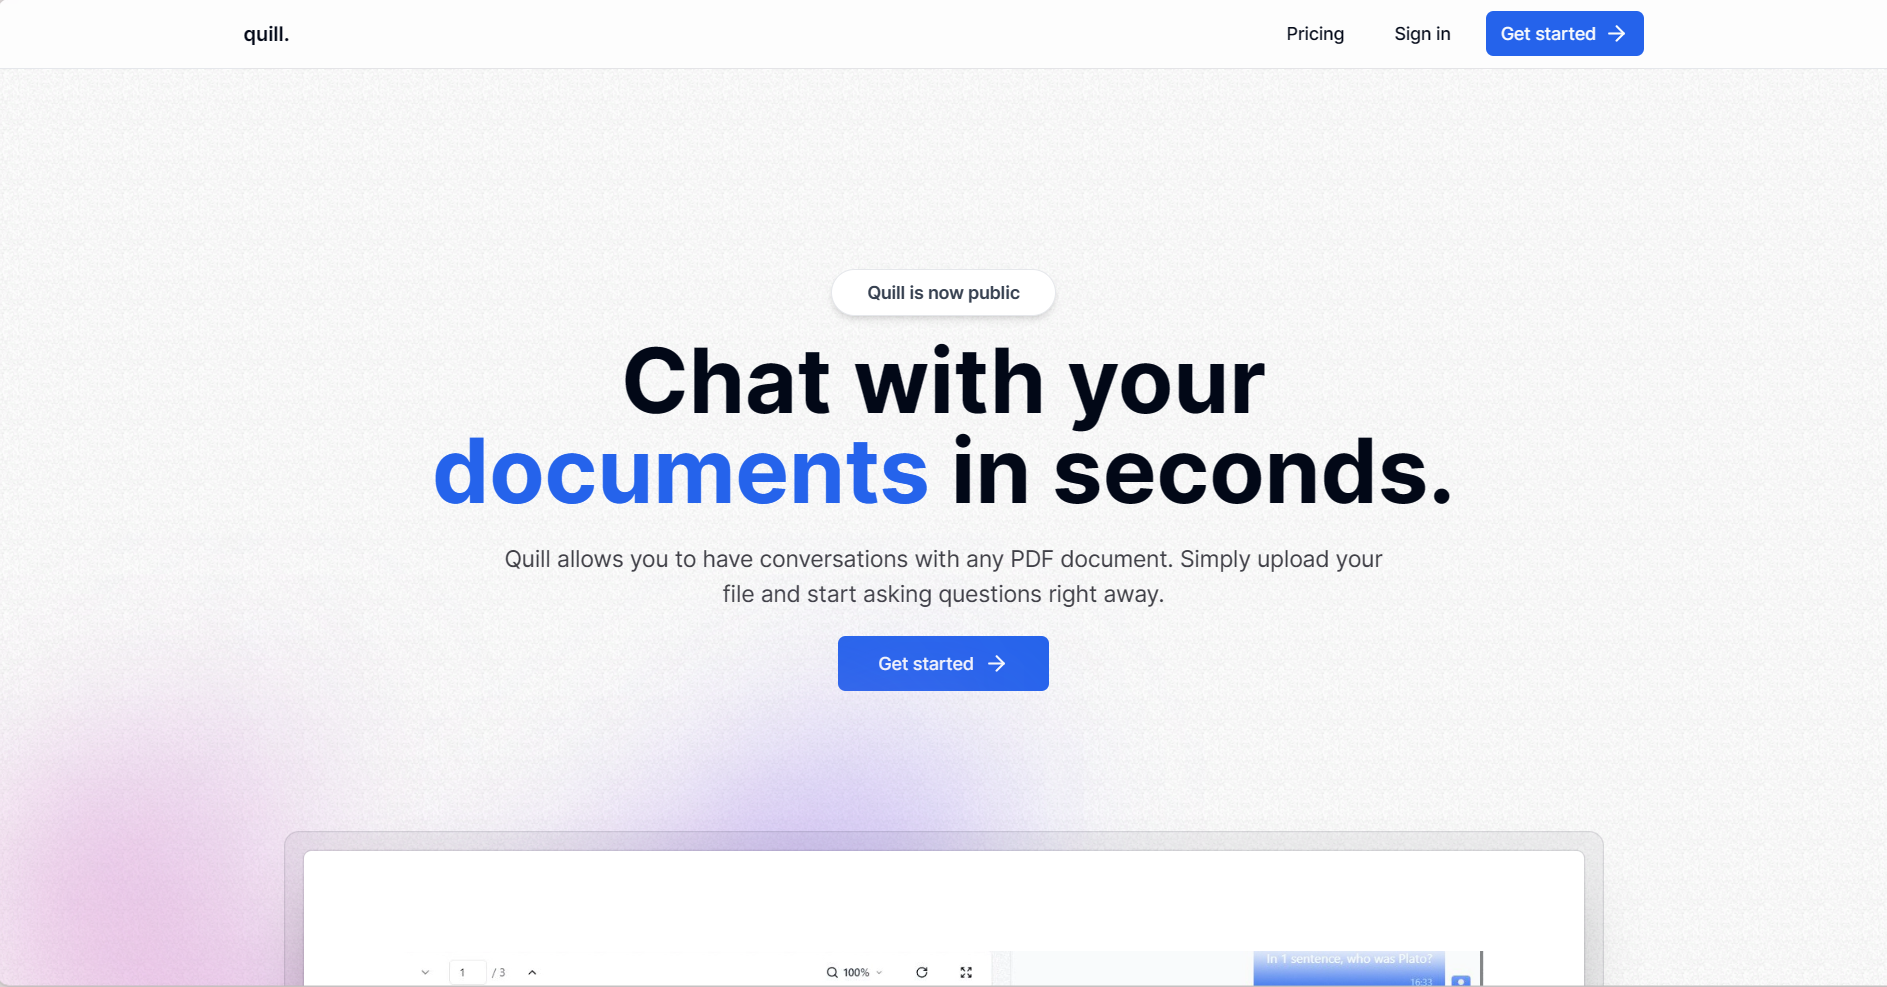 quill.
Pricing
Sign in
Get started
Quill is now public
Chat with your
documents in seconds.
Quill allows you to have conversations with any PDF document. Simply upload your
file and start asking questions right away.
Get started
1 / 3
100%
In 1 sentence, who was Plato?
16:33